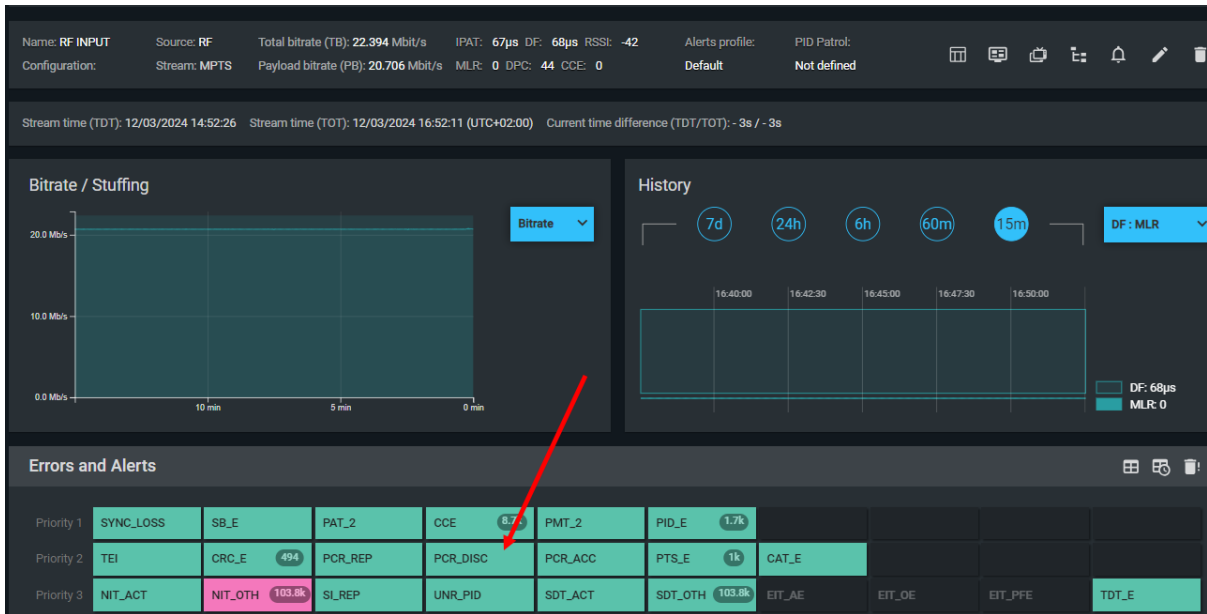 Name: RF INPUT Source: RF Total bitrate (TB): 22.394 Mbit/s IPAT: 67µs DF: 68µs RSSI: -42 Alerts profile: PID Patrol:
Configuration: Stream: MPTS Payload bitrate (PB): 20.706 Mbit/s MLR: 0 DPC: 44 CCE: 0 Default Not defined
Stream time (TDT): 12/03/2024 14:52:26 Stream time (TOT): 12/03/2024 16:52:11 (UTC+02:00) Current time difference (TDT/TOT): - 3s / - 3s
Bitrate / Stuffing
Bitrate
20.0 Mb/s
10.0 Mb/s
0.0 Mb/s
10 min 5 min 0 min
History
7d 24h 6h 60m 15m DF : MLR
16:40:00 16:42:30 16:45:00 16:47:30 16:50:00
DF: 68µs
MLR: 0
Errors and Alerts
Priority 1 SYNC_LOSS SB_E PAT_2 CCE PMT_2 PID_E 1.7k
Priority 2 TEI CRC_E 494 PCR_REP PCR_DISC PCR_ACC PTS_E 1k CAT_E
Priority 3 NIT_ACT NIT_OTH 103.8k SI_REP UNR_PID SDT_ACT SDT_OTH 103.8k EIT_AE EIT_OE EIT_PFE TDT_E